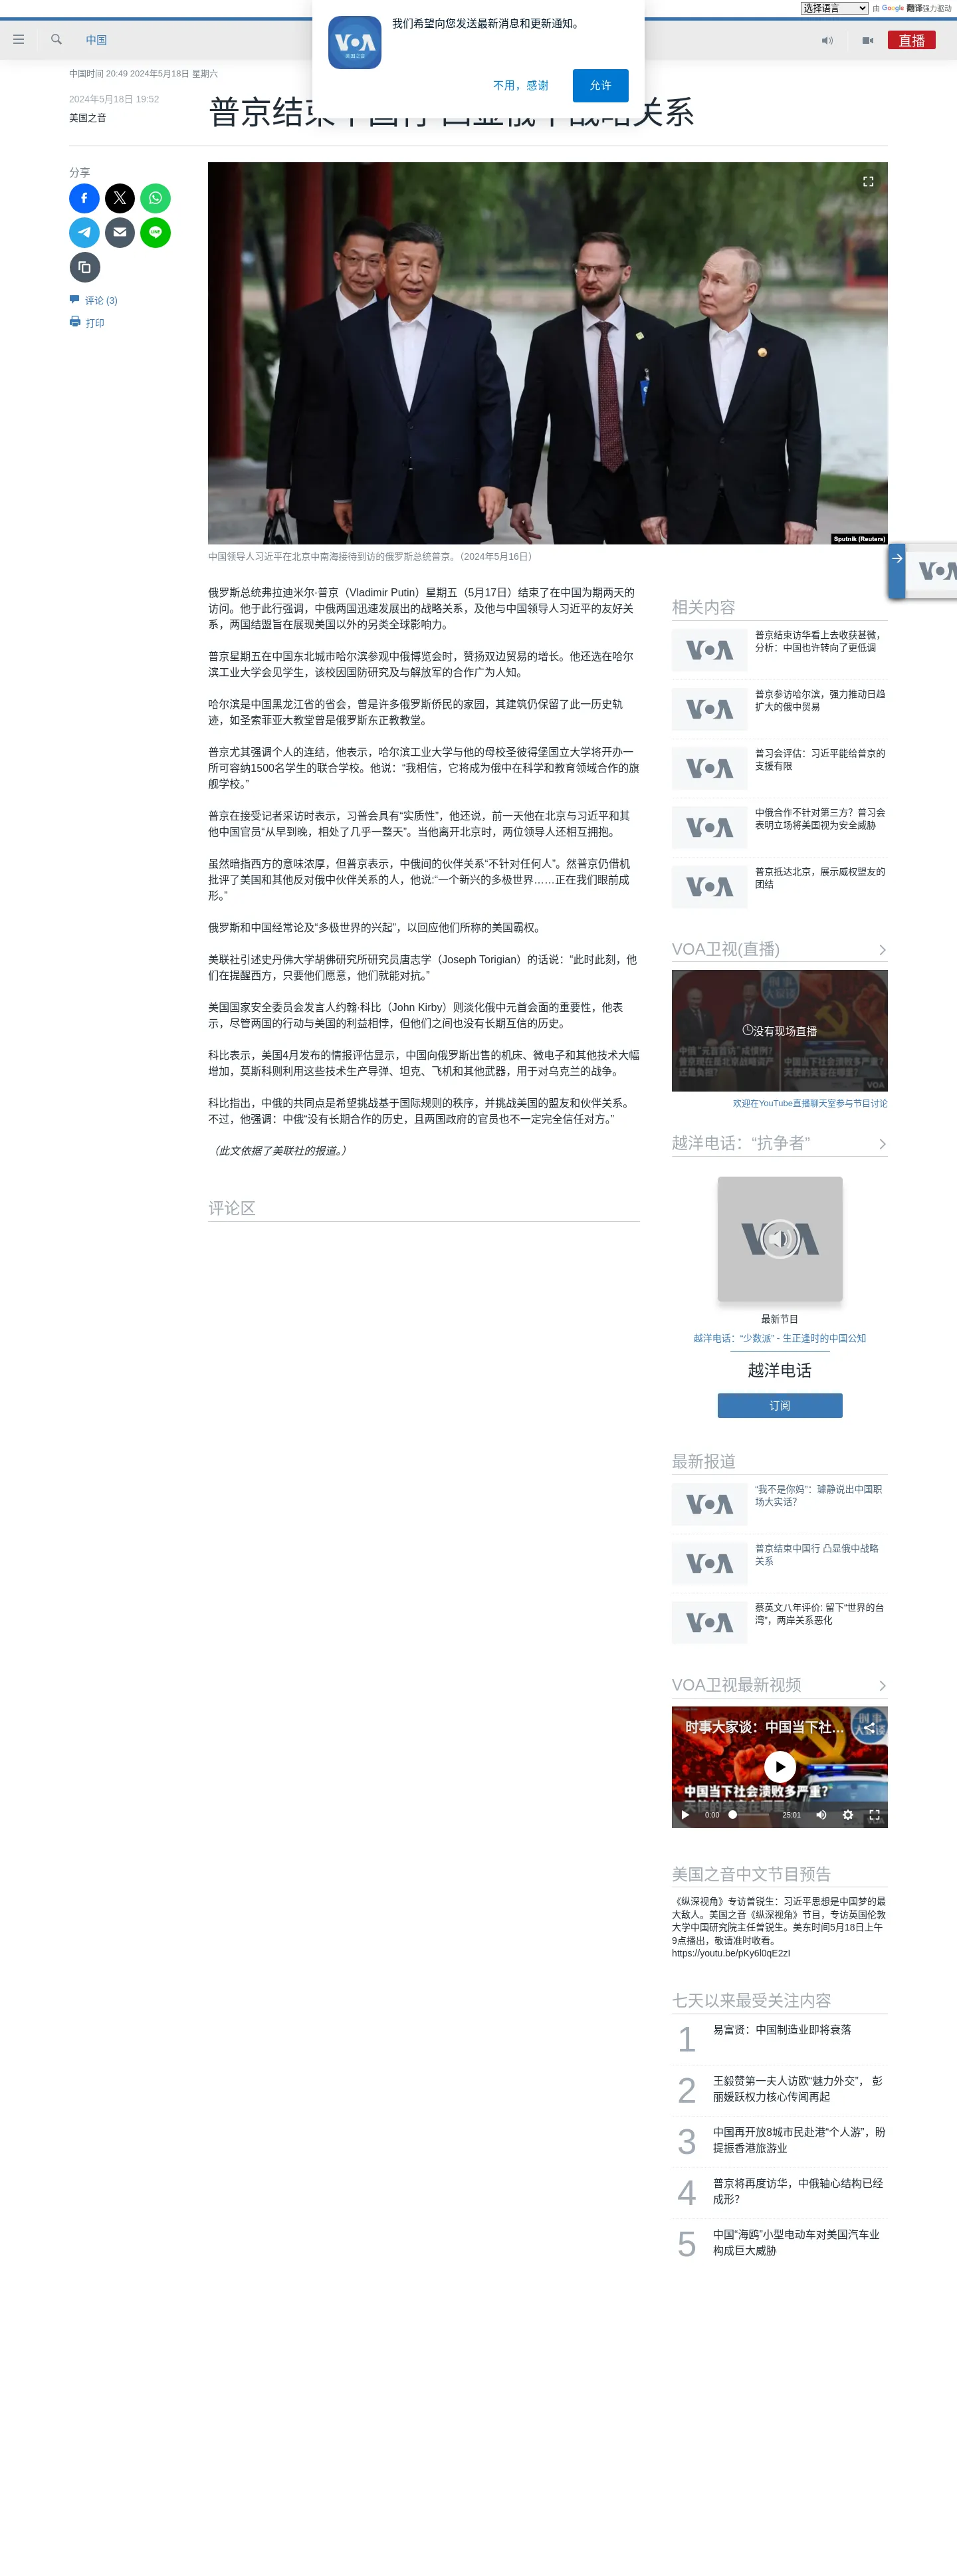 选择语言 由 Google 翻译强力驱动
我们希望向您发送最新消息和更新通知。
VOA
美国之音
不用，感谢
允许
中国
直播
中国时间 20:49 2024年5月18日 星期六
2024年5月18日 19:52
美国之音
普京结束中国行 凸显俄中战略关系
分享
评论 (3)
打印
Sputnik (Reuters)
中国领导人习近平在北京中南海接待到访的俄罗斯总统普京。（2024年5月16日）
俄罗斯总统弗拉迪米尔·普京（Vladimir Putin）星期五（5月17日）结束了在中国为期两天的
访问。他于此行强调，中俄两国迅速发展出的战略关系，及他与中国领导人习近平的友好关
系，两国结盟旨在展现美国以外的另类全球影响力。
普京星期五在中国东北城市哈尔滨参观中俄博览会时，赞扬双边贸易的增长。他还选在哈尔
滨工业大学会见学生，该校因国防研究及与解放军的合作广为人知。
哈尔滨是中国黑龙江省的省会，曾是许多俄罗斯侨民的家园，其建筑仍保留了此一历史轨
迹，如圣索菲亚大教堂曾是俄罗斯东正教教堂。
普京尤其强调个人的连结，他表示，哈尔滨工业大学与他的母校圣彼得堡国立大学将开办一
所可容纳1500名学生的联合学校。他说：“我相信，它将成为俄中在科学和教育领域合作的旗
舰学校。”
普京在接受记者采访时表示，习普会具有“实质性”，他还说，前一天他在北京与习近平和其
他中国官员“从早到晚，相处了几乎一整天”。当他离开北京时，两位领导人还相互拥抱。
虽然暗指西方的意味浓厚，但普京表示，中俄间的伙伴关系“不针对任何人”。然普京仍借机
批评了美国和其他反对俄中伙伴关系的人，他说:“一个新兴的多极世界……正在我们眼前成
形。”
俄罗斯和中国经常论及“多极世界的兴起”，以回应他们所称的美国霸权。
美联社引述史丹佛大学胡佛研究所研究员唐志学（Joseph Torigian）的话说：“此时此刻，他
们在提醒西方，只要他们愿意，他们就能对抗。”
美国国家安全委员会发言人约翰·科比（John Kirby）则淡化俄中元首会面的重要性，他表
示，尽管两国的行动与美国的利益相悖，但他们之间也没有长期互信的历史。
科比表示，美国4月发布的情报评估显示，中国向俄罗斯出售的机床、微电子和其他技术大幅
增加，莫斯科则利用这些技术生产导弹、坦克、飞机和其他武器，用于对乌克兰的战争。
科比指出，中俄的共同点是希望挑战基于国际规则的秩序，并挑战美国的盟友和伙伴关系。
不过，他强调：中俄“没有长期合作的历史，且两国政府的官员也不一定完全信任对方。”
（此文依据了美联社的报道。）
评论区
相关内容
VOA
普京结束访华看上去收获甚微，
分析：中国也许转向了更低调
VOA
普京参访哈尔滨，强力推动日趋
扩大的俄中贸易
VOA
普习会评估：习近平能给普京的
支援有限
VOA
中俄合作不针对第三方？普习会
表明立场将美国视为安全威胁
VOA
普京抵达北京，展示威权盟友的
团结
VOA卫视(直播)
没有现场直播
欢迎在YouTube直播聊天室参与节目讨论
越洋电话：“抗争者”
VOA
最新节目
越洋电话：“少数派” - 生正逢时的中国公知
越洋电话
订阅
最新报道
VOA
“我不是你妈”：璩静说出中国职
场大实话？
VOA
普京结束中国行 凸显俄中战略
关系
VOA
蔡英文八年评价: 留下“世界的台
湾”，两岸关系恶化
VOA卫视最新视频
时事大家谈：中国当下社...
中国当下社会溃败多严重？
0:00
25:01
美国之音中文节目预告
《纵深视角》专访曾锐生：习近平思想是中国梦的最
大敌人。美国之音《纵深视角》节目，专访英国伦敦
大学中国研究院主任曾锐生。美东时间5月18日上午
9点播出，敬请准时收看。
https://youtu.be/pKy6l0qE2zI
七天以来最受关注内容
1 易富贤：中国制造业即将衰落
2 王毅赞第一夫人访欧“魅力外交”， 彭
丽媛跃权力核心传闻再起
3 中国再开放8城市民赴港“个人游”，盼
提振香港旅游业
4 普京将再度访华，中俄轴心结构已经
成形？
5 中国“海鸥”小型电动车对美国汽车业
构成巨大威胁